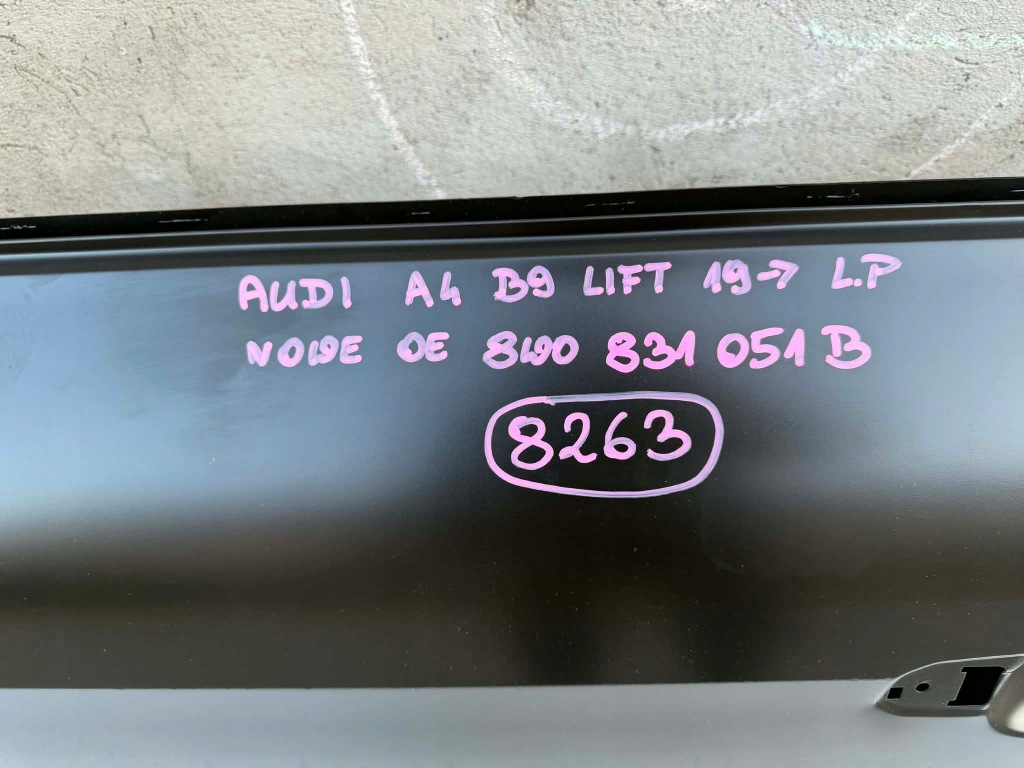 AUDI A4 B9 LIFT 19→ L.P
NOWE OE 8W0 831 051 B
8263